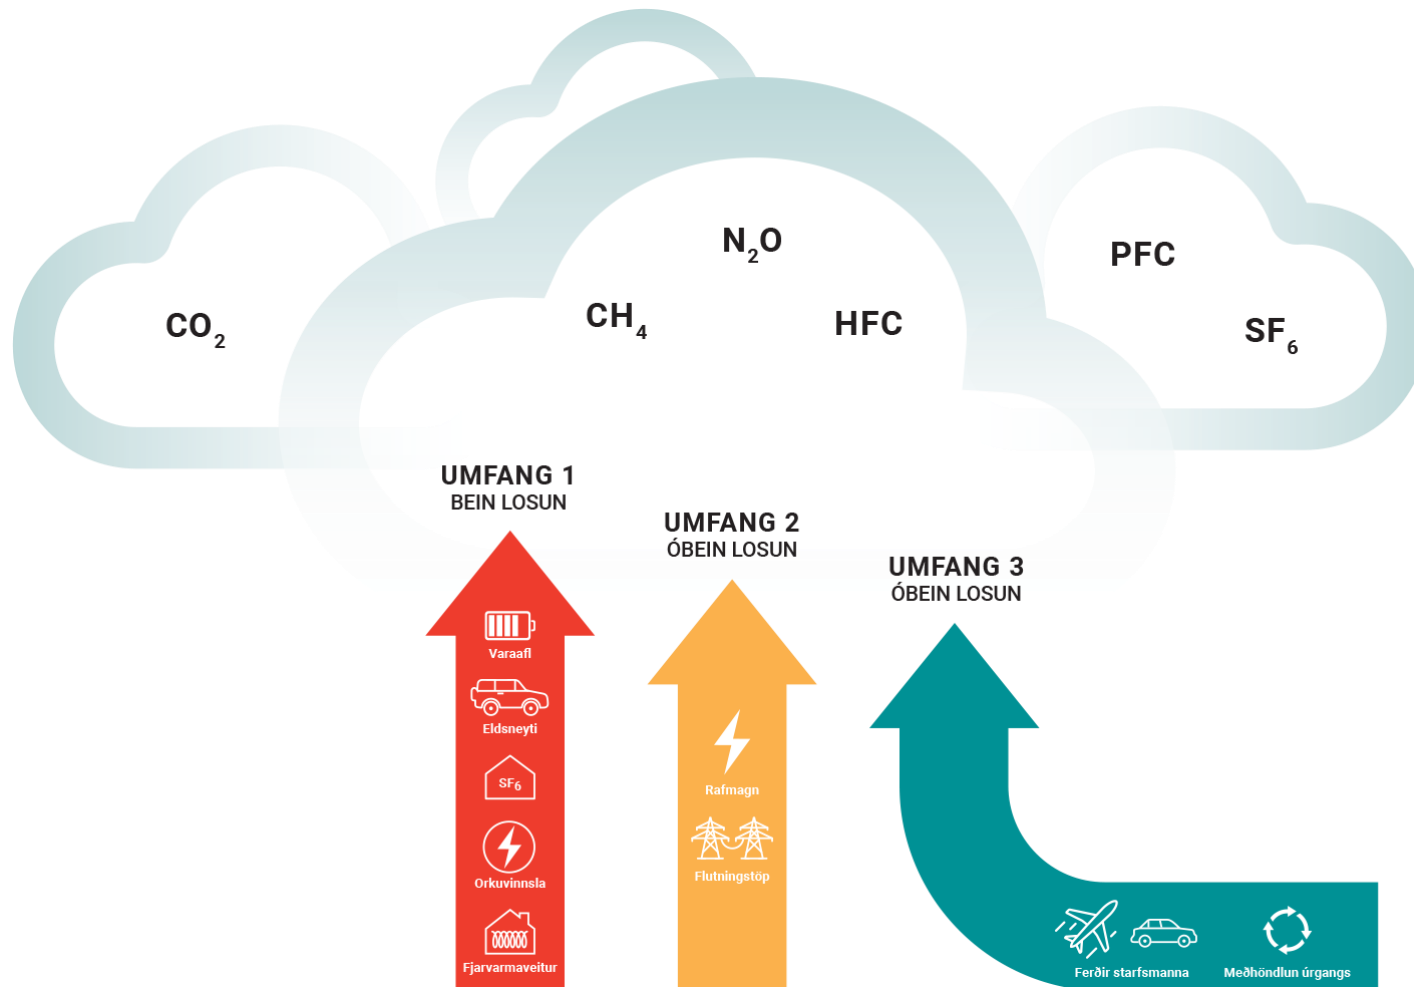 N₂O
PFC
CO₂
CH₄
HFC
SF₆
UMFANG 1
BEIN LOSUN
UMFANG 2
ÓBEIN LOSUN
UMFANG 3
ÓBEIN LOSUN
Varaafl
Eldsneyti
SF₆
Orkuvinnsla
Fjarvarmaveitur
Rafmagn
Flutningstöp
Ferðir starfsmanna
Meðhöndlun úrgangs